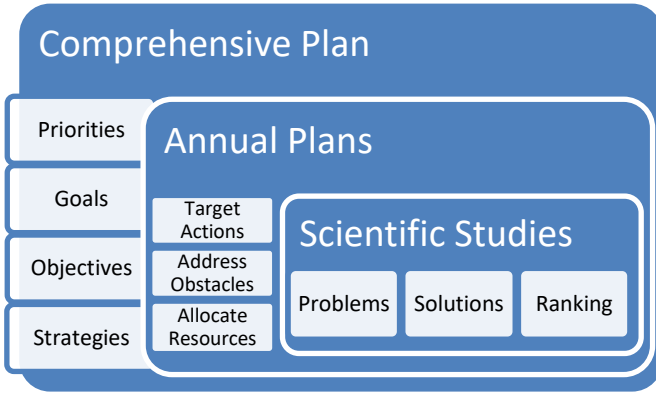 Comprehensive Plan
Priorities
Goals
Objectives
Strategies
Annual Plans
Target
Actions
Address
Obstacles
Allocate
Resources
Scientific Studies
Problems
Solutions
Ranking